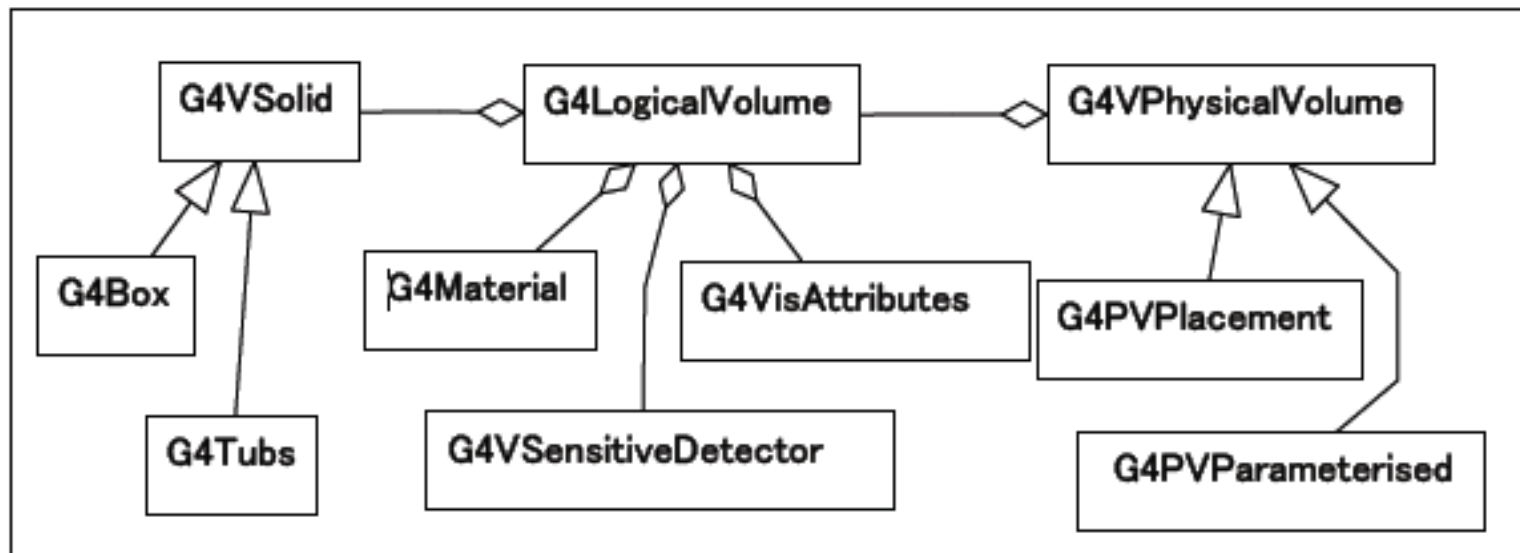 G4VSolid
G4LogicalVolume
G4VPhysicalVolume
G4Box
G4Material
G4VisAttributes
G4PVPlacement
G4Tubs
G4VSensitiveDetector
G4PVParameterised